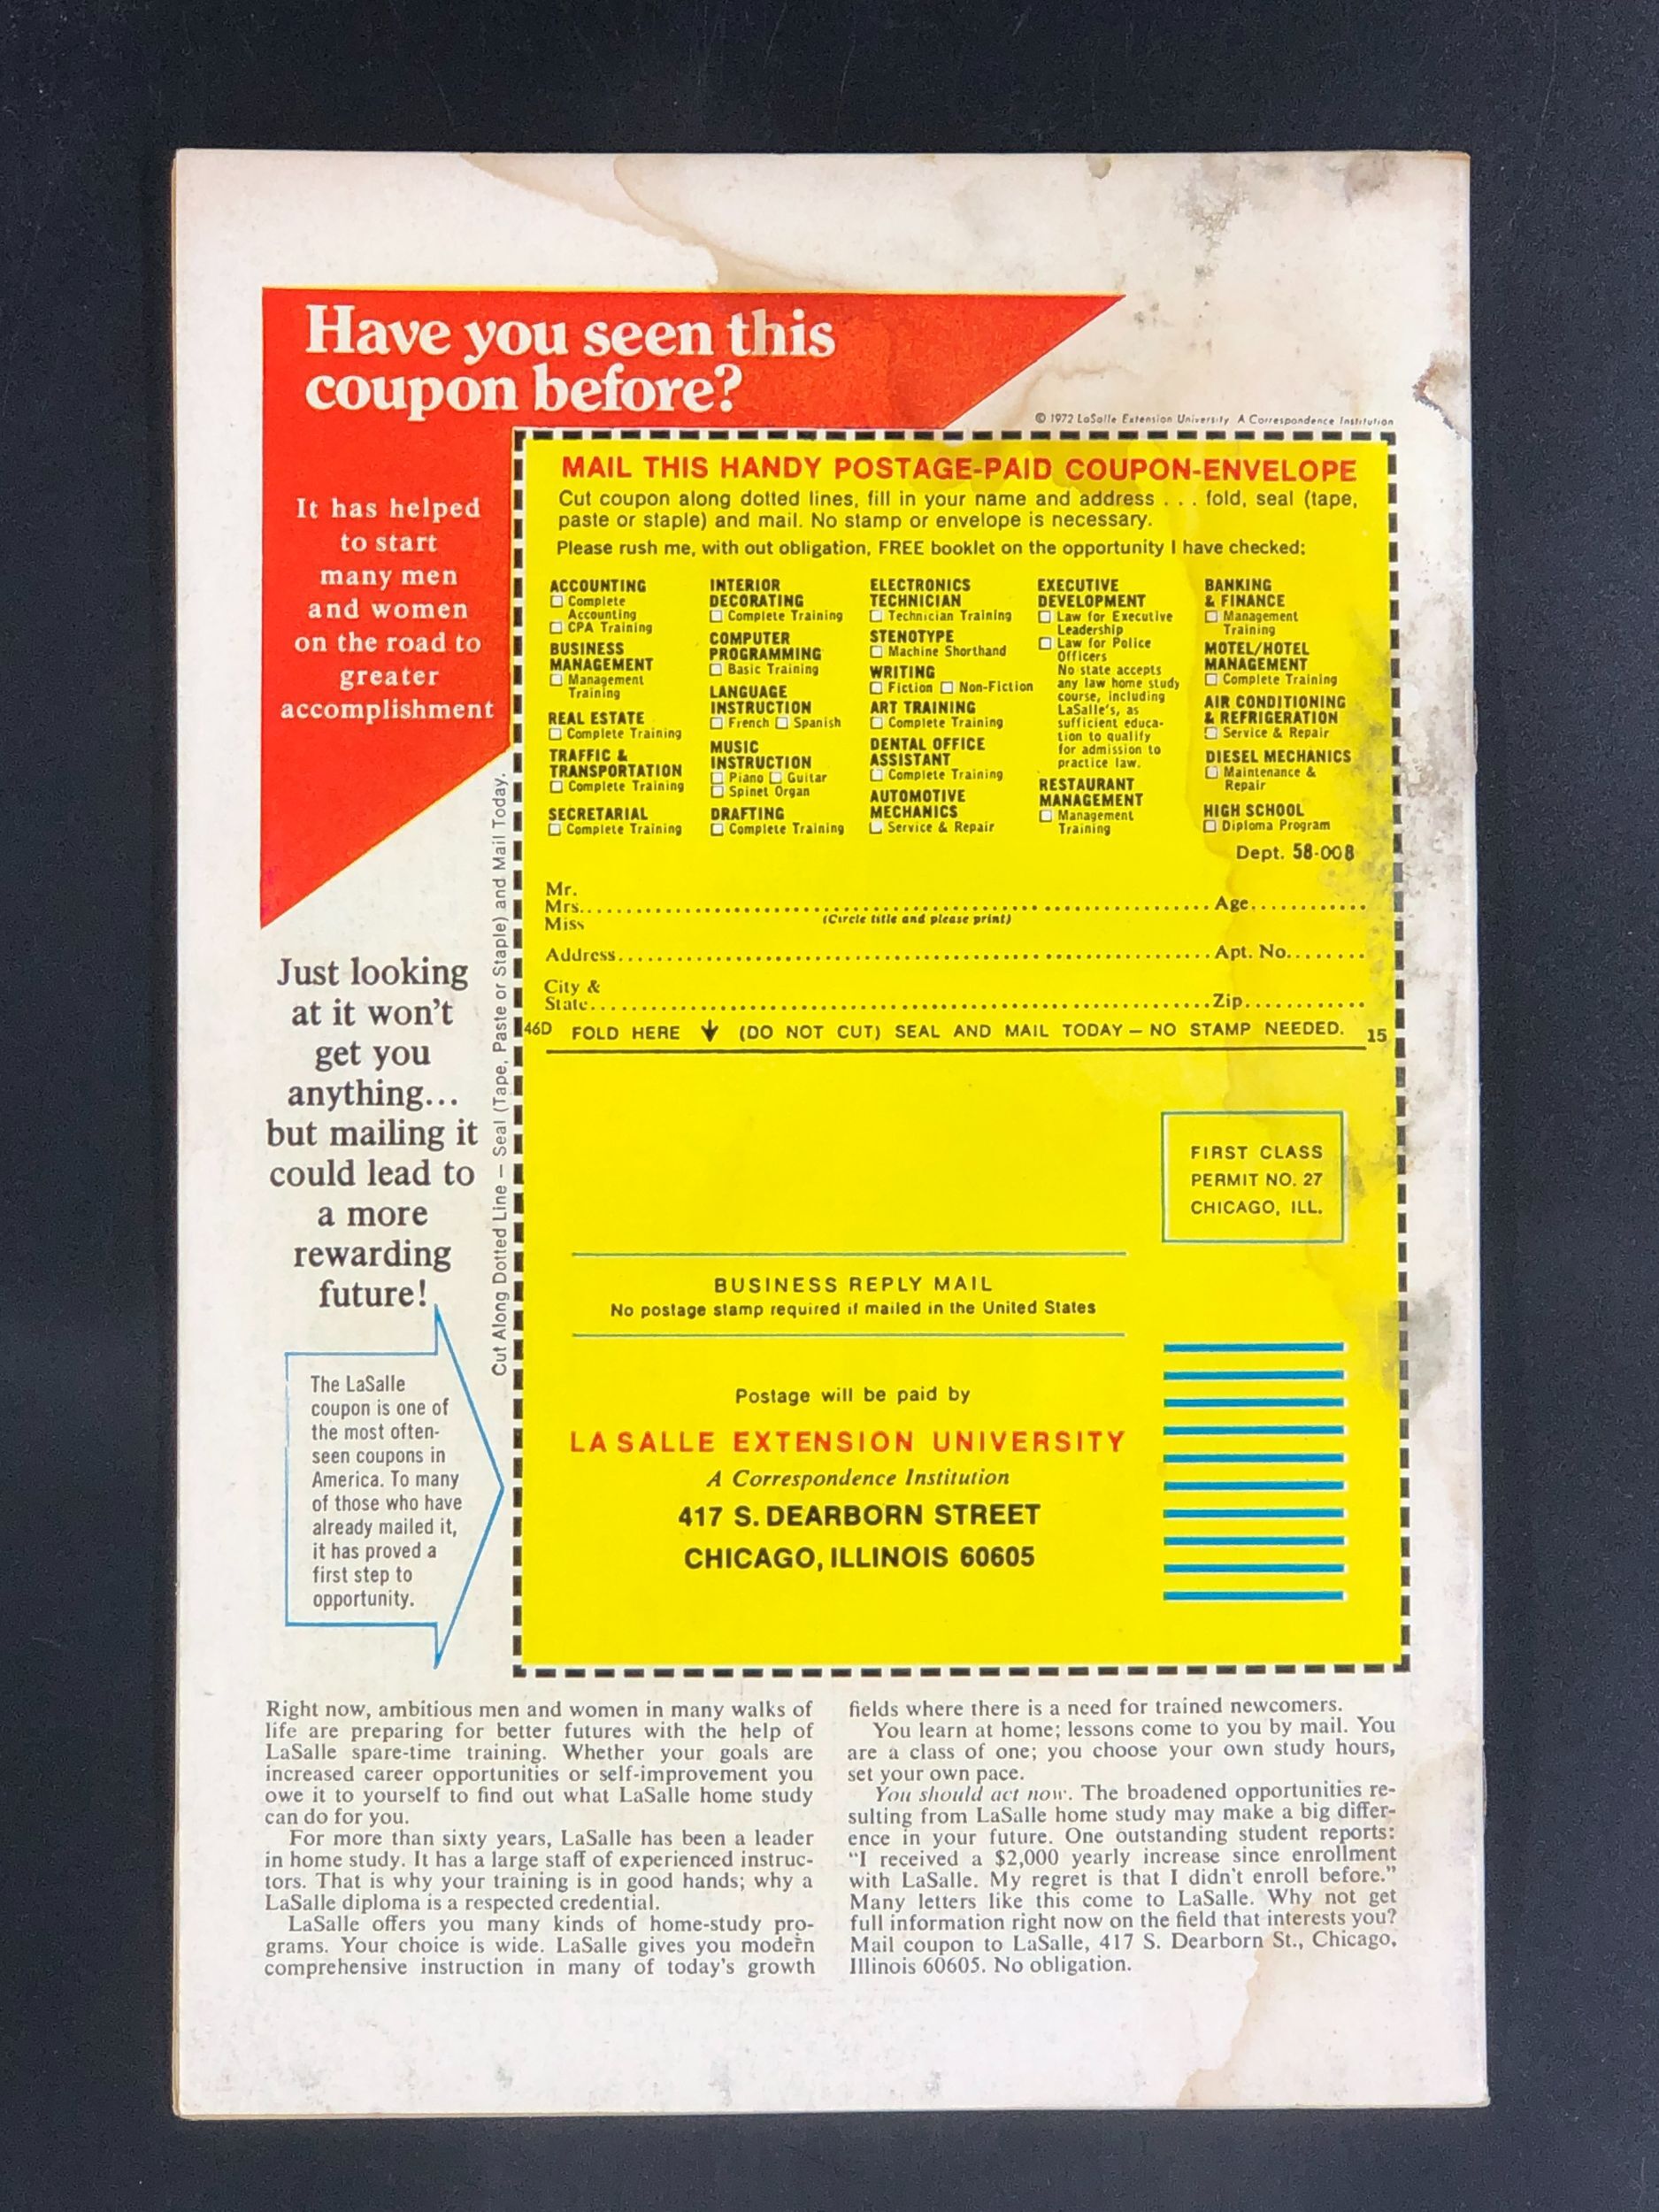 Have you seen this
coupon before?
© 1972 LaSalle Extension University A Correspondence Institution
It has helped
to start
many men
and women
on the road to
greater
accomplishment
Just looking
at it won't
get you
anything...
but mailing it
could lead to
a more
rewarding
future!
The LaSalle
coupon is one of
the most often-
seen coupons in
America. To many
of those who have
already mailed it,
it has proved a
first step to
opportunity.
Cut Along Dotted Line — Seal (Tape, Paste or Staple) and Mail Today.
MAIL THIS HANDY POSTAGE-PAID COUPON-ENVELOPE
Cut coupon along dotted lines, fill in your name and address . . . fold, seal (tape,
paste or staple) and mail. No stamp or envelope is necessary.
Please rush me, with out obligation, FREE booklet on the opportunity I have checked:
ACCOUNTING
☐ Complete
Accounting
☐ CPA Training
BUSINESS
MANAGEMENT
☐ Management
Training
REAL ESTATE
☐ Complete Training
TRAFFIC &
TRANSPORTATION
☐ Complete Training
SECRETARIAL
☐ Complete Training
INTERIOR
DECORATING
☐ Complete Training
COMPUTER
PROGRAMMING
☐ Basic Training
LANGUAGE
INSTRUCTION
☐ French ☐ Spanish
MUSIC
INSTRUCTION
☐ Piano ☐ Guitar
☐ Spinet Organ
DRAFTING
☐ Complete Training
ELECTRONICS
TECHNICIAN
☐ Technician Training
STENOTYPE
☐ Machine Shorthand
WRITING
☐ Fiction ☐ Non-Fiction
ART TRAINING
☐ Complete Training
DENTAL OFFICE
ASSISTANT
☐ Complete Training
AUTOMOTIVE
MECHANICS
☐ Service & Repair
EXECUTIVE
DEVELOPMENT
☐ Law for Executive
Leadership
☐ Law for Police
Officers
No state accepts
any law home study
course, including
LaSalle's, as
sufficient educa-
tion to qualify
for admission to
practice law.
RESTAURANT
MANAGEMENT
☐ Management
Training
BANKING
& FINANCE
☐ Management
Training
MOTEL/HOTEL
MANAGEMENT
☐ Complete Training
AIR CONDITIONING
& REFRIGERATION
☐ Service & Repair
DIESEL MECHANICS
☐ Maintenance &
Repair
HIGH SCHOOL
☐ Diploma Program
Dept. 58-008
Mr.
Mrs. Age
Miss (Circle title and please print)
Address Apt. No.
City &
State Zip
46D FOLD HERE ↓ (DO NOT CUT) SEAL AND MAIL TODAY — NO STAMP NEEDED. 15
FIRST CLASS
PERMIT NO. 27
CHICAGO, ILL.
BUSINESS REPLY MAIL
No postage stamp required if mailed in the United States
Postage will be paid by
LA SALLE EXTENSION UNIVERSITY
A Correspondence Institution
417 S. DEARBORN STREET
CHICAGO, ILLINOIS 60605
Right now, ambitious men and women in many walks of
life are preparing for better futures with the help of
LaSalle spare-time training. Whether your goals are
increased career opportunities or self-improvement you
owe it to yourself to find out what LaSalle home study
can do for you.
For more than sixty years, LaSalle has been a leader
in home study. It has a large staff of experienced instruc-
tors. That is why your training is in good hands; why a
LaSalle diploma is a respected credential.
LaSalle offers you many kinds of home-study pro-
grams. Your choice is wide. LaSalle gives you modern
comprehensive instruction in many of today's growth
fields where there is a need for trained newcomers.
You learn at home; lessons come to you by mail. You
are a class of one; you choose your own study hours,
set your own pace.
You should act now. The broadened opportunities re-
sulting from LaSalle home study may make a big differ-
ence in your future. One outstanding student reports:
"I received a $2,000 yearly increase since enrollment
with LaSalle. My regret is that I didn't enroll before."
Many letters like this come to LaSalle. Why not get
full information right now on the field that interests you?
Mail coupon to LaSalle, 417 S. Dearborn St., Chicago,
Illinois 60605. No obligation.